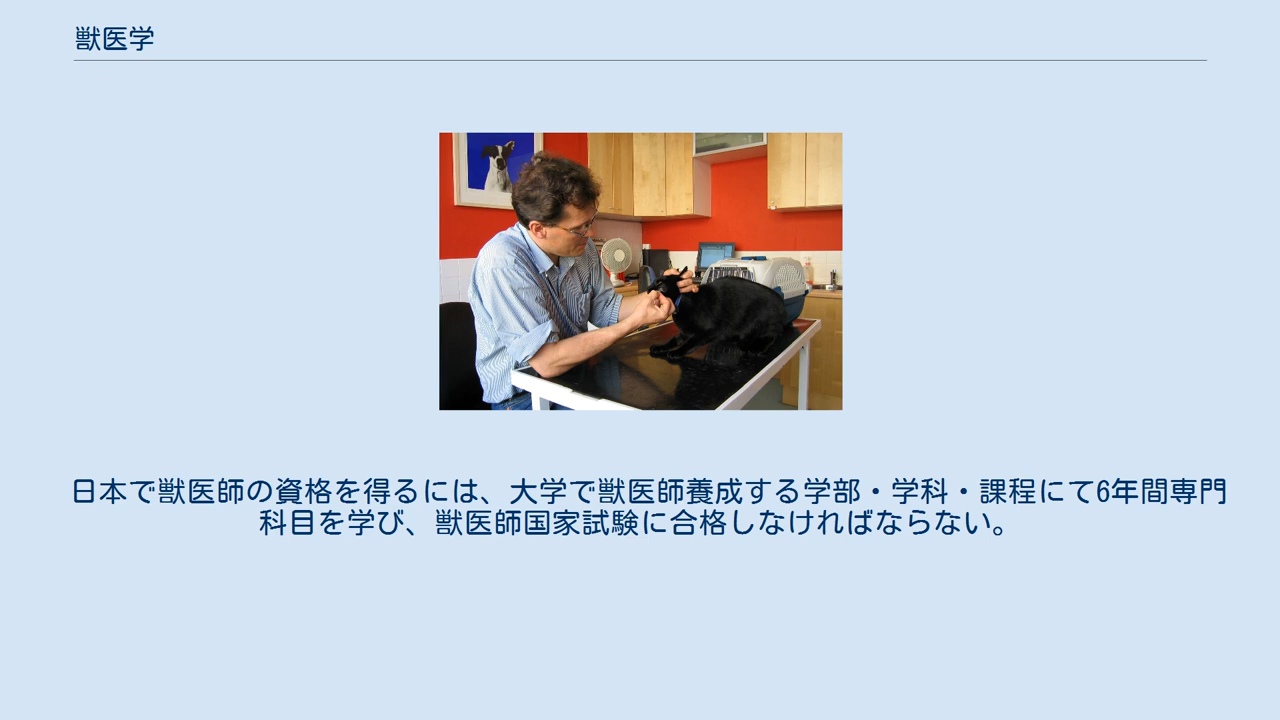 獣医学
日本で獣医師の資格を得るには、大学で獣医師養成する学部・学科・課程にて6年間専門
科目を学び、獣医師国家試験に合格しなければならない。